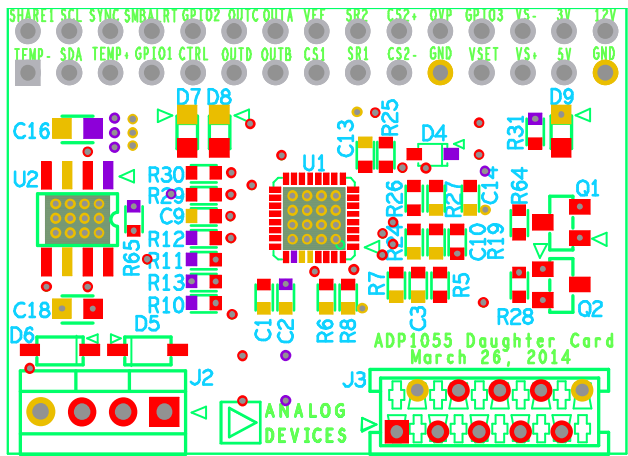 SHAREI SCL SYNC SMBALRT GPIO2 OUTC OUTA VFF SR2 CS2+ OVP GPIO3 VS- 3V 12V
TEMP- SDA TEMP+ GPIO1 CTRL OUTD OUTB CS1 SR1 CS2- GND VSET VS+ 5V GND
D7 D8 D9
C16 C13 R25 D4 R31
U2 R30 U1
R29 R26 R27 C14 R64 Q1
C9
R65 R12 R24 C10 R19
R11
R13 R7 C3 R5 R28
C18 R10 C1 C2 R6 R8 Q2
D6 D5 ADP1055 Daughter Card
March 26, 2014
J2 J3
ANALOG
DEVICES